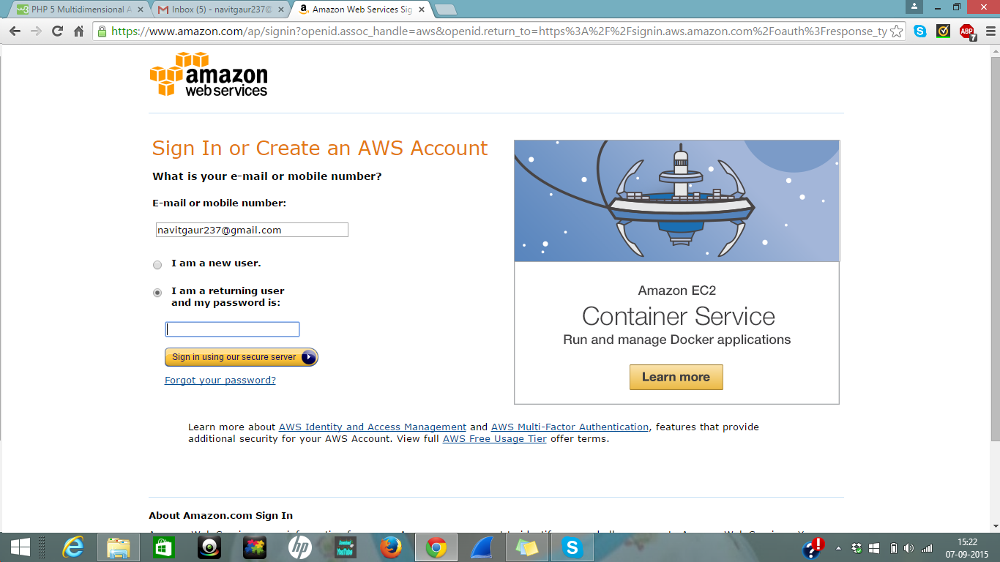 PHP 5 Multidimensional A
Inbox (5) - navitgaur237@
Amazon Web Services Sig
https://www.amazon.com/ap/signin?openid.assoc_handle=aws&openid.return_to=https%3A%2F%2Fsignin.aws.amazon.com%2Foauth%3Fresponse_ty
ABP
7
amazon
web services
Sign In or Create an AWS Account
What is your e-mail or mobile number?
E-mail or mobile number:
navitgaur237@gmail.com
I am a new user.
I am a returning user
and my password is:
Sign in using our secure server
Forgot your password?
Amazon EC2
Container Service
Run and manage Docker applications
Learn more
Learn more about AWS Identity and Access Management and AWS Multi-Factor Authentication, features that provide
additional security for your AWS Account. View full AWS Free Usage Tier offer terms.
About Amazon.com Sign In
hp
15:22
07-09-2015